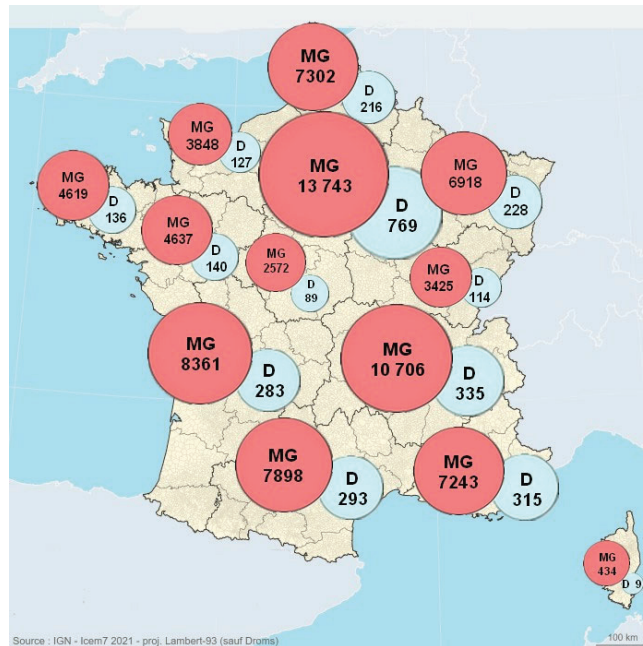 MG
7302
D
216
MG
3848
D
127
MG
13 743
D
769
MG
6918
D
228
MG
4619
D
136
MG
4637
D
140
MG
2572
D
89
MG
3425
D
114
MG
8361
D
283
MG
10 706
D
335
MG
7898
D
293
MG
7243
D
315
MG
434
D 9
Source : IGN - Icem7 2021 - proj. Lambert-93 (sauf Droms)
100 km